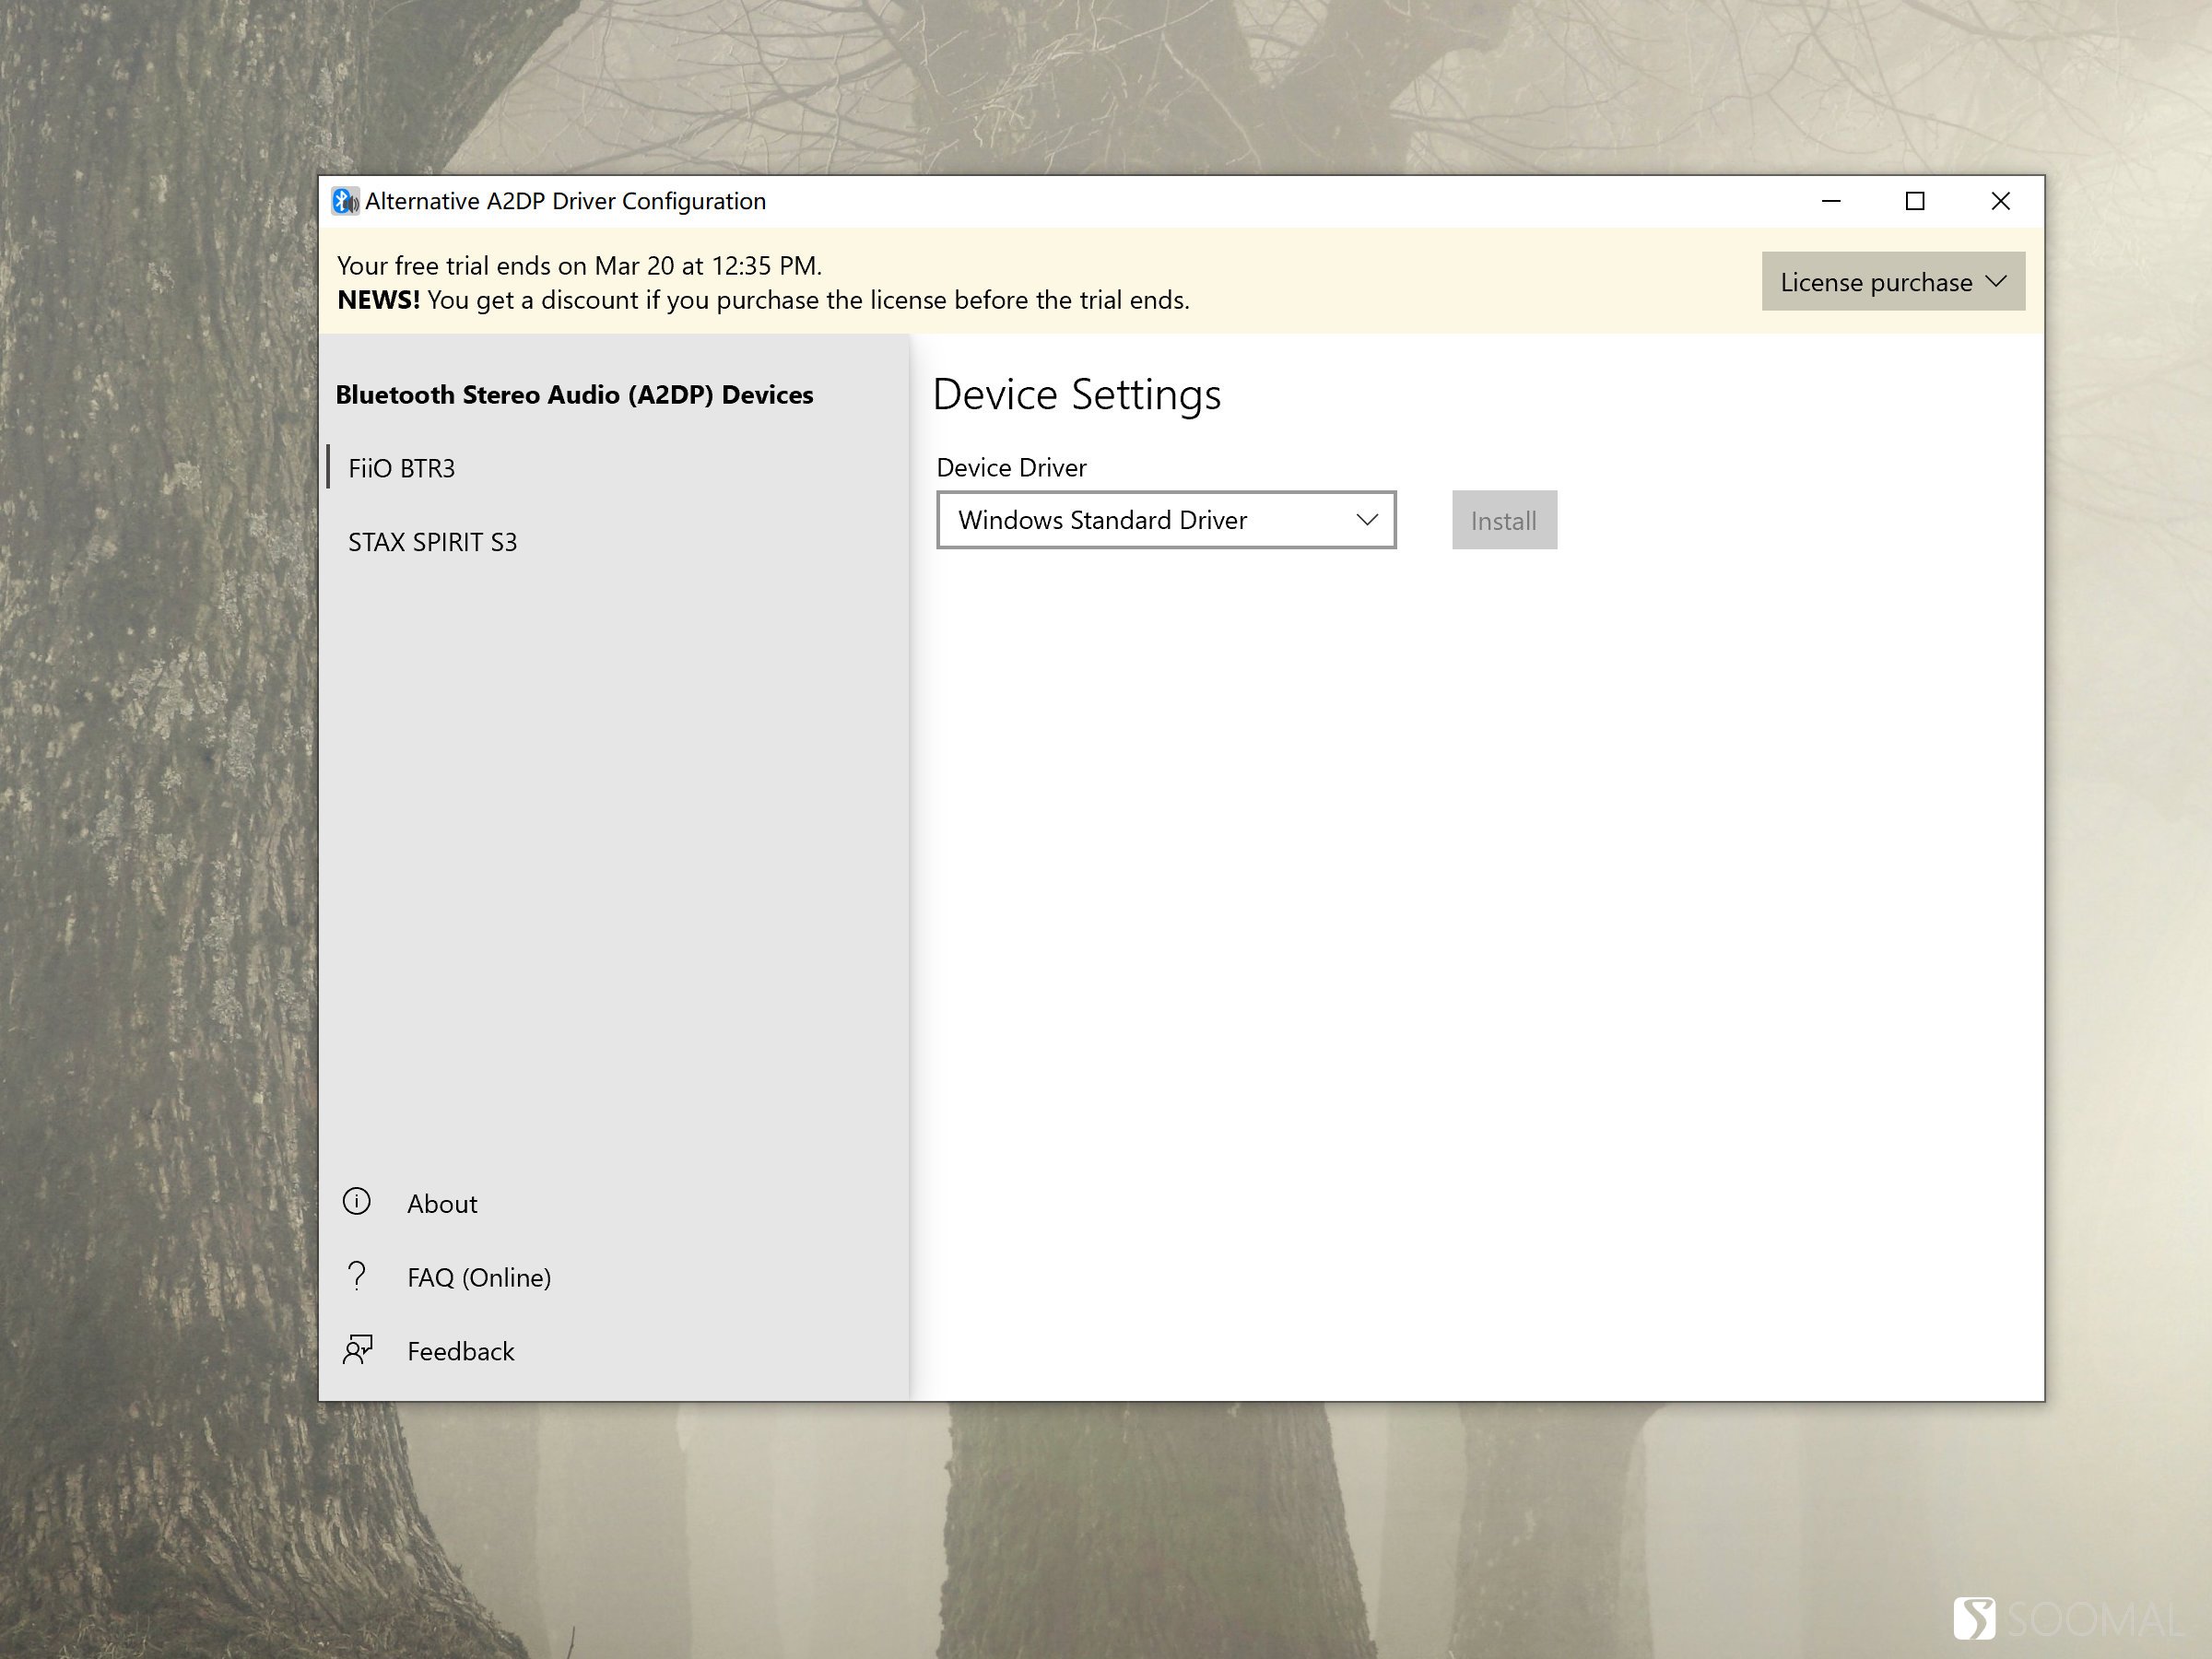 Alternative A2DP Driver Configuration
Your free trial ends on Mar 20 at 12:35 PM.
NEWS! You get a discount if you purchase the license before the trial ends.
License purchase
Bluetooth Stereo Audio (A2DP) Devices
FiiO BTR3
STAX SPIRIT S3
Device Settings
Device Driver
Windows Standard Driver
Install
About
FAQ (Online)
Feedback
SOOMAL